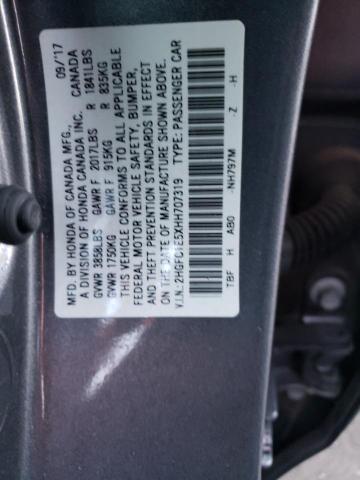 MFD. BY HONDA OF CANADA MFG., 09/'17
A DIVISION OF HONDA CANADA INC. CANADA
GVWR 3858LBS GAWR F 2017LBS R 1841LBS
GVWR 1750KG GAWR F 915KG R 835KG
THIS VEHICLE CONFORMS TO ALL APPLICABLE
FEDERAL MOTOR VEHICLE SAFETY, BUMPER,
AND THEFT PREVENTION STANDARDS IN EFFECT
ON THE DATE OF MANUFACTURE SHOWN ABOVE.
V.I.N.: 2HGFC1E5XHH707319 TYPE: PASSENGER CAR
TBF H AB0 -NH797M -Z -H